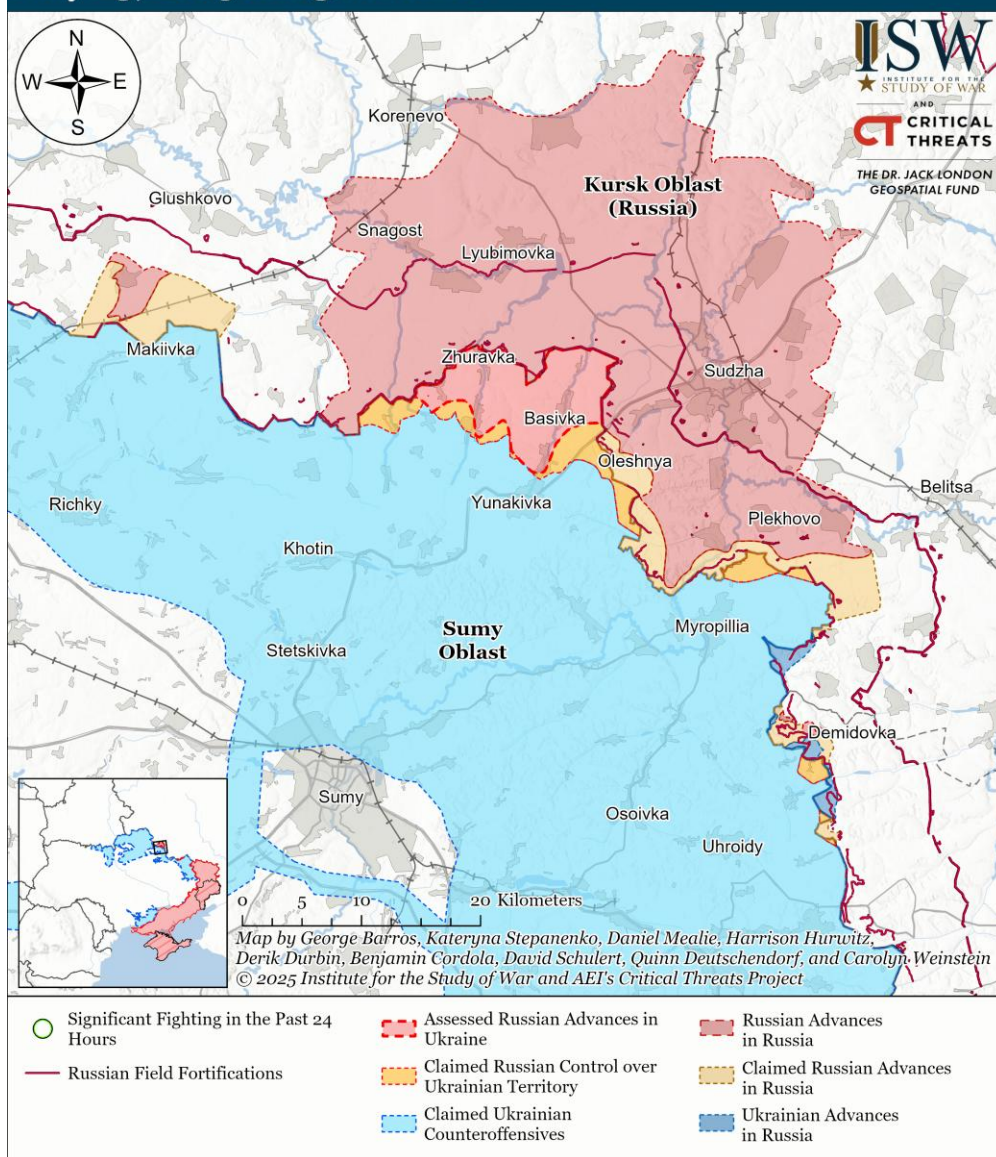 N
W
E
S
ISW
INSTITUTE FOR THE
STUDY OF WAR
AND
CT CRITICAL
THREATS
THE DR. JACK LONDON
GEOSPATIAL FUND
Korenevo
Kursk Oblast
(Russia)
Glushkovo
Snagost
Lyubimovka
Makiivka
Zhuravka
Sudzha
Basivka
Oleshnya
Belitsa
Richky
Yunakivka
Plekhovo
Khotin
Sumy
Oblast
Myropillia
Stetskivka
Demidovka
Sumy
Osoivka
Uhroidy
0 5 10 20 Kilometers
Map by George Barros, Kateryna Stepanenko, Daniel Mealie, Harrison Hurwitz,
Derik Durbin, Benjamin Cordola, David Schulert, Quinn Deutschendorf, and Carolyn Weinstein
© 2025 Institute for the Study of War and AEI's Critical Threats Project
Significant Fighting in the Past 24
Hours
Russian Field Fortifications
Assessed Russian Advances in
Ukraine
Claimed Russian Control over
Ukrainian Territory
Claimed Ukrainian
Counteroffensives
Russian Advances
in Russia
Claimed Russian Advances
in Russia
Ukrainian Advances
in Russia